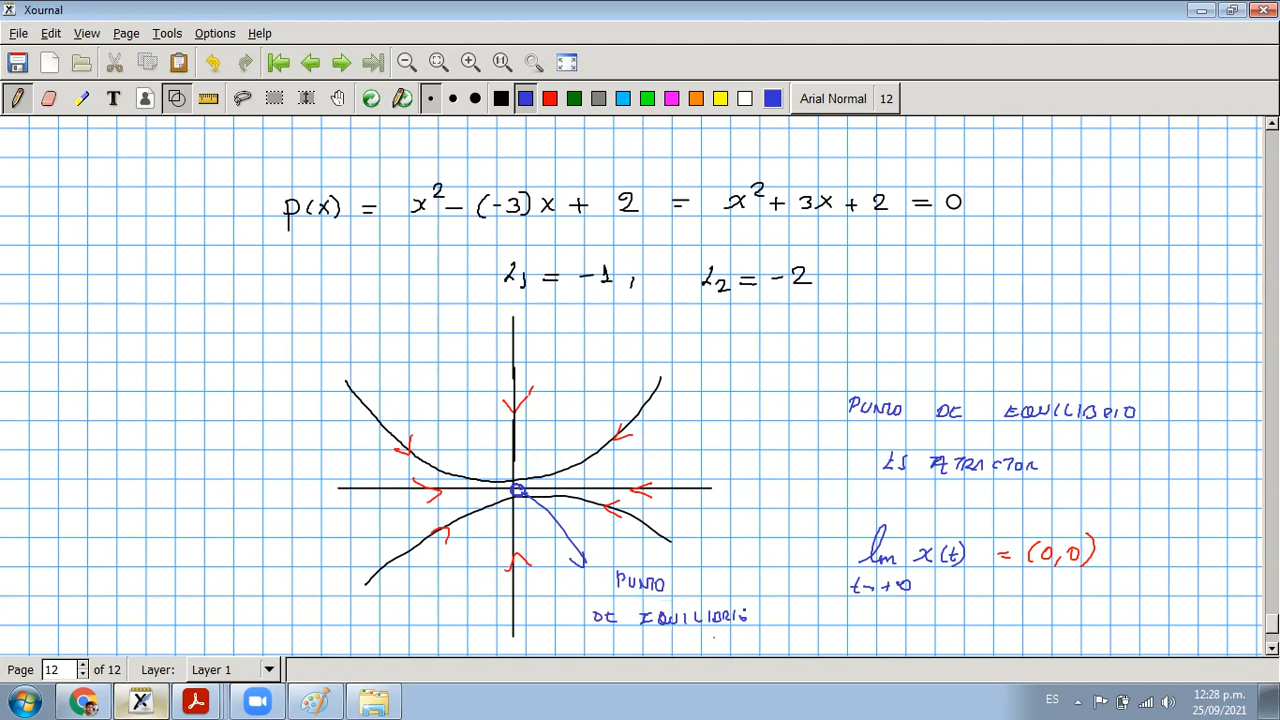 Xournal
File Edit View Page Tools Options Help
Arial Normal 12
p(x) = x² - (-3)x + 2 = x² + 3x + 2 = 0
λ₁ = -1, λ₂ = -2
PUNTO DE EQUILIBRIO
ES ATRACTOR
lim x(t) = (0,0)
t→+∞
PUNTO
DE EQUILIBRIO
Page 12 of 12 Layer: Layer 1
ES
12:28 p.m.
25/09/2021